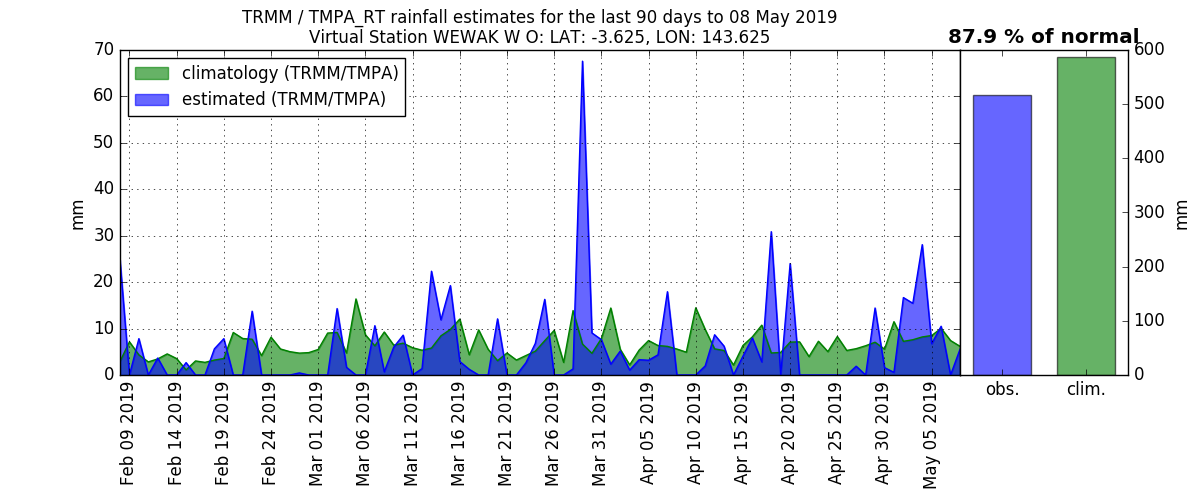 TRMM / TMPA_RT rainfall estimates for the last 90 days to 08 May 2019
Virtual Station WEWAK W O: LAT: -3.625, LON: 143.625
87.9 % of normal
climatology (TRMM/TMPA)
estimated (TRMM/TMPA)
70
60
50
40
30
20
10
0
mm
Feb 09 2019
Feb 14 2019
Feb 19 2019
Feb 24 2019
Mar 01 2019
Mar 06 2019
Mar 11 2019
Mar 16 2019
Mar 21 2019
Mar 26 2019
Mar 31 2019
Apr 05 2019
Apr 10 2019
Apr 15 2019
Apr 20 2019
Apr 25 2019
Apr 30 2019
May 05 2019
600
500
400
300
200
100
0
mm
obs.
clim.